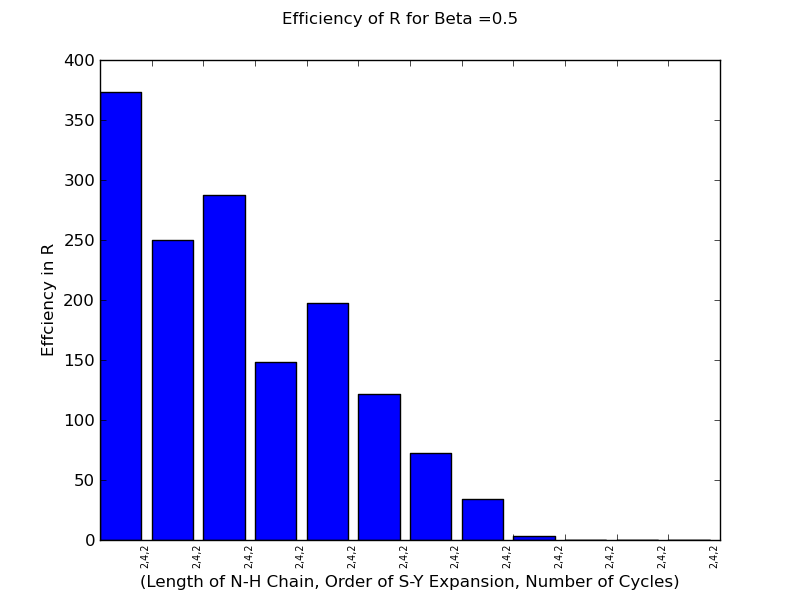 Efficiency of R for Beta =0.5
400
350
300
250
200
150
100
50
0
Effciency in R
2,4,2 2,4,2 2,4,2 2,4,2 2,4,2 2,4,2 2,4,2 2,4,2 2,4,2 2,4,2 2,4,2 2,4,2
(Length of N-H Chain, Order of S-Y Expansion, Number of Cycles)